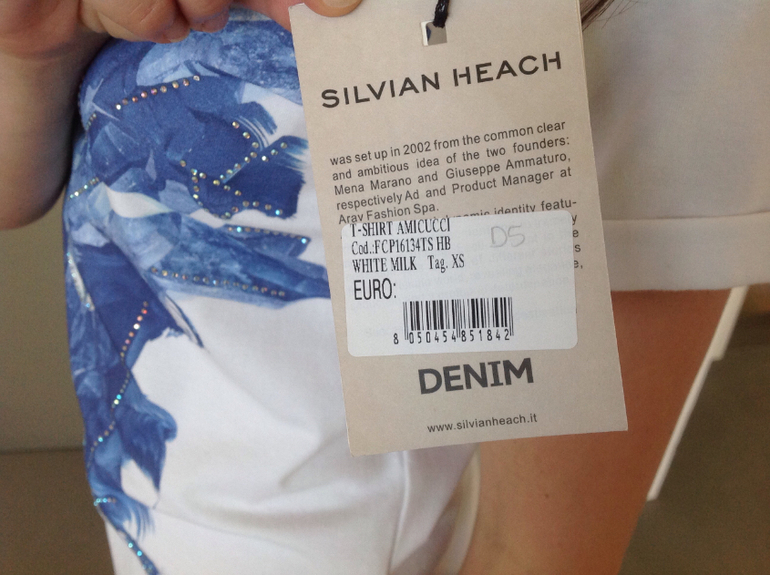 SILVIAN HEACH
was set up in 2002 from the common clear
and ambitious idea of the two founders:
Mena Marano and Giuseppe Ammaturo,
respectively Ad and Product Manager at
Arav Fashion Spa.
identity featu-
T-SHIRT AMICUCCI
Cod.:FCP16134TS HB
D5
WHITE MILK Tag. XS
EURO:
8 050454 851842
DENIM
www.silvianheach.it